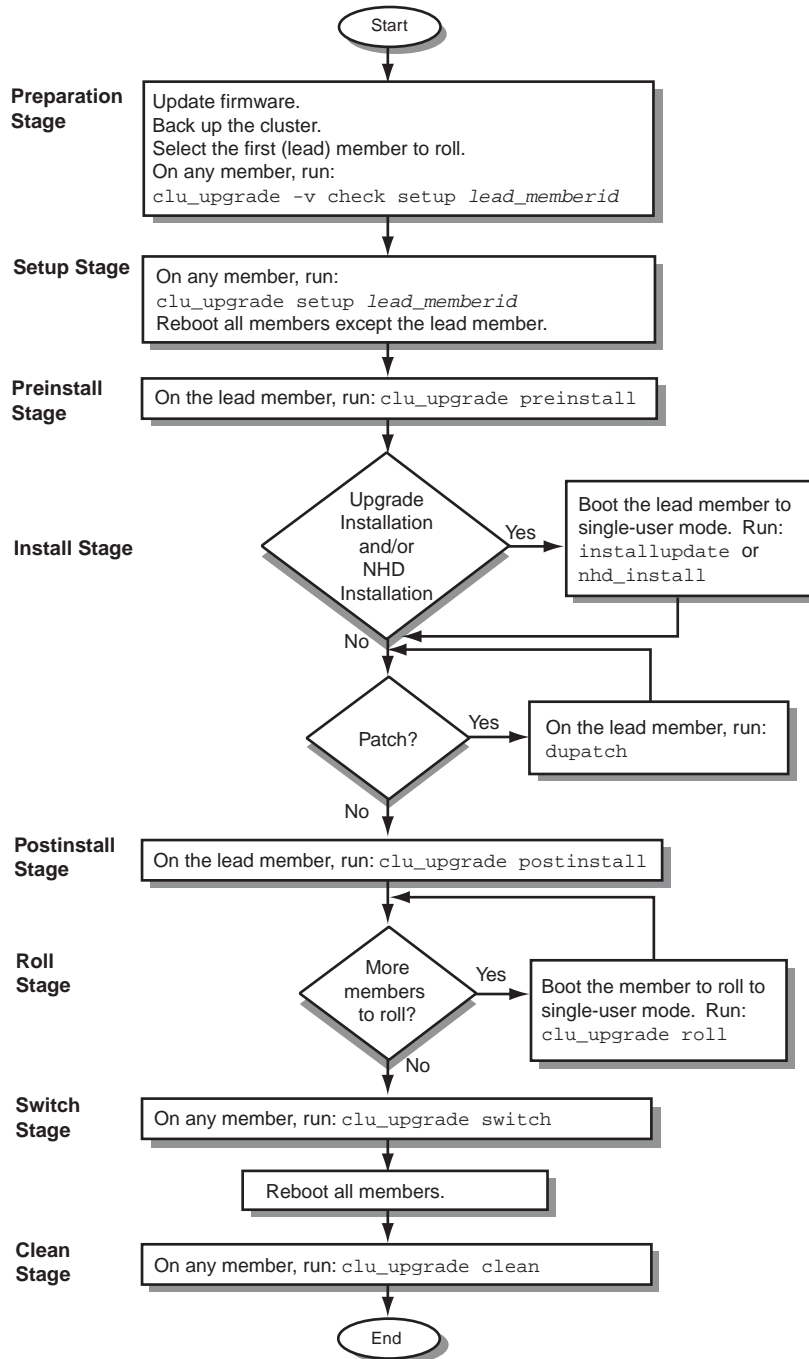 Start
Preparation
Stage
Update firmware.
Back up the cluster.
Select the first (lead) member to roll.
On any member, run:
clu_upgrade -v check setup lead_memberid
Setup Stage
On any member, run:
clu_upgrade setup lead_memberid
Reboot all members except the lead member.
Preinstall
Stage
On the lead member, run: clu_upgrade preinstall
Install Stage
Upgrade
Installation
and/or
NHD
Installation
Yes
Boot the lead member to
single-user mode. Run:
installupdate or
nhd_install
No
Patch?
Yes
On the lead member, run:
dupatch
No
Postinstall
Stage
On the lead member, run: clu_upgrade postinstall
Roll
Stage
More
members
to roll?
Yes
Boot the member to roll to
single-user mode. Run:
clu_upgrade roll
No
Switch
Stage
On any member, run: clu_upgrade switch
Reboot all members.
Clean
Stage
On any member, run: clu_upgrade clean
End